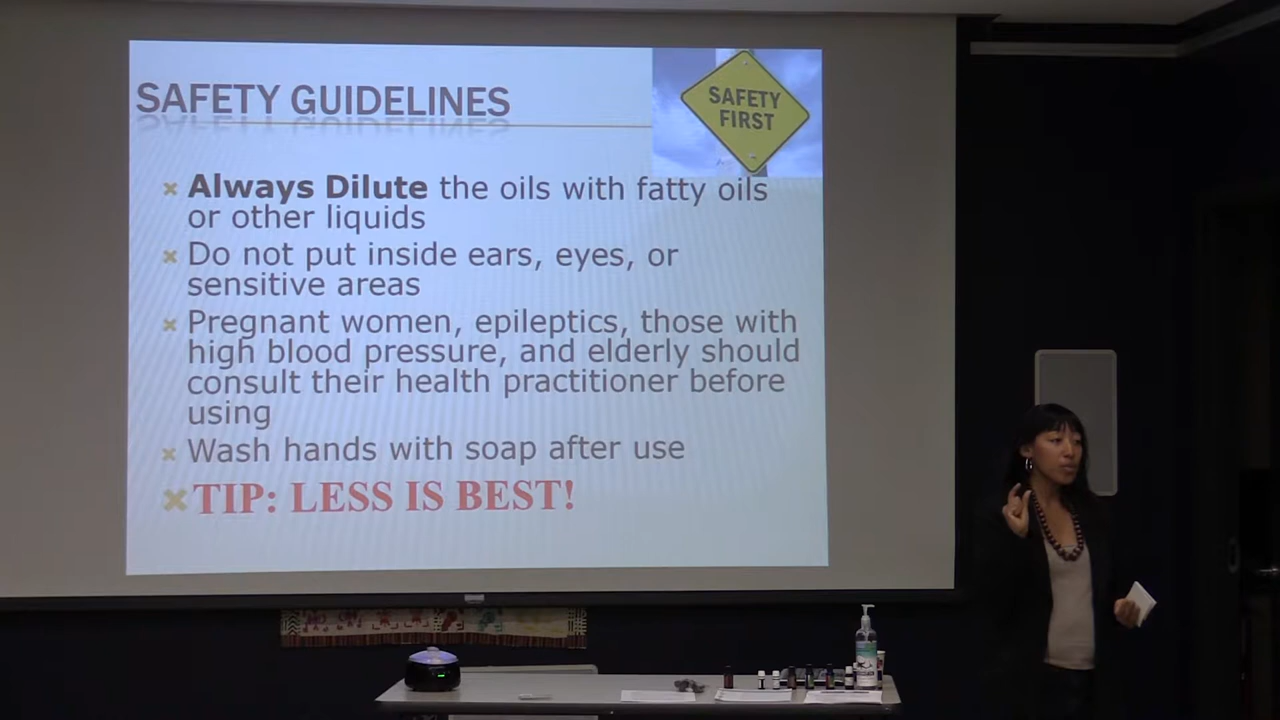 SAFETY GUIDELINES
SAFETY
FIRST
Always Dilute the oils with fatty oils
or other liquids
Do not put inside ears, eyes, or
sensitive areas
Pregnant women, epileptics, those with
high blood pressure, and elderly should
consult their health practitioner before
using
Wash hands with soap after use
TIP: LESS IS BEST!